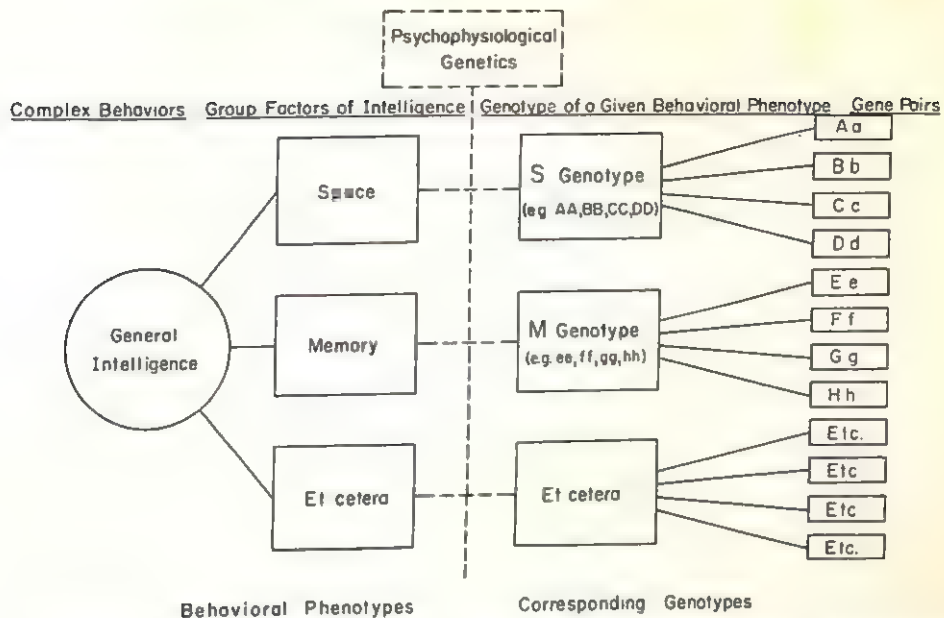 Psychophysiological
Genetics
Complex Behaviors Group Factors of Intelligence Genotype of a Given Behavioral Phenotype Gene Pairs
Aa
Bb
S Genotype
(eg AA,BB,CC,DD)
Cc
Dd
General
Intelligence
Memory
M Genotype
(e.g. ee, ff, gg, hh)
Ee
Ff
Gg
Hh
Et cetera
Et cetera
Etc.
Etc
Etc
Etc.
Behavioral Phenotypes
Corresponding Genotypes